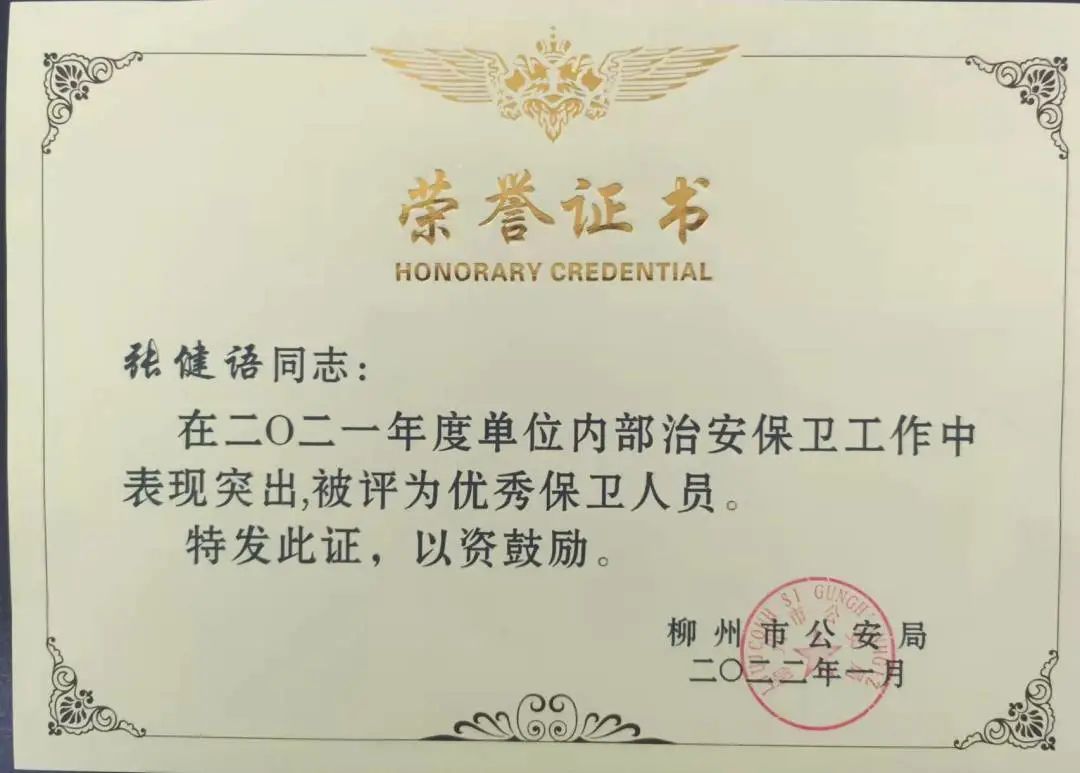 荣誉证书
HONORARY CREDENTIAL
张健语同志：
在二〇二一年度单位内部治安保卫工作中
表现突出,被评为优秀保卫人员。
特发此证，以资鼓励。
柳州市公安局
二〇二二年一月